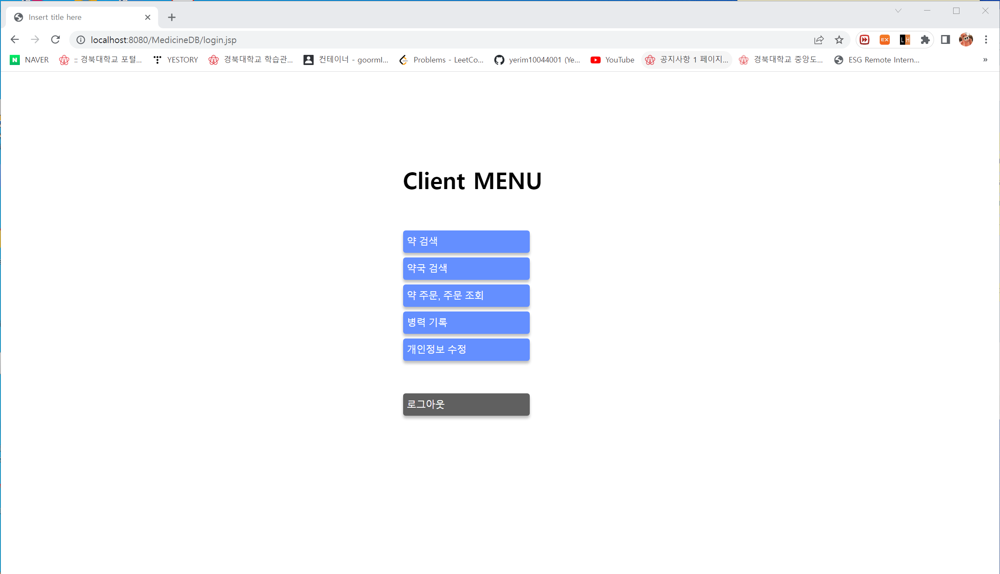 Insert title here
localhost:8080/MedicineDB/login.jsp
EX
LH
N NAVER
:: 경북대학교 포털...
YESTORY
경북대학교 학습관...
컨테이너 - goorml...
Problems - LeetCo...
yerim10044001 (Ye...
YouTube
공지사항 1 페이지...
경북대학교 중앙도...
ESG Remote Intern...
»
Client MENU
약 검색
약국 검색
약 주문, 주문 조회
병력 기록
개인정보 수정
로그아웃